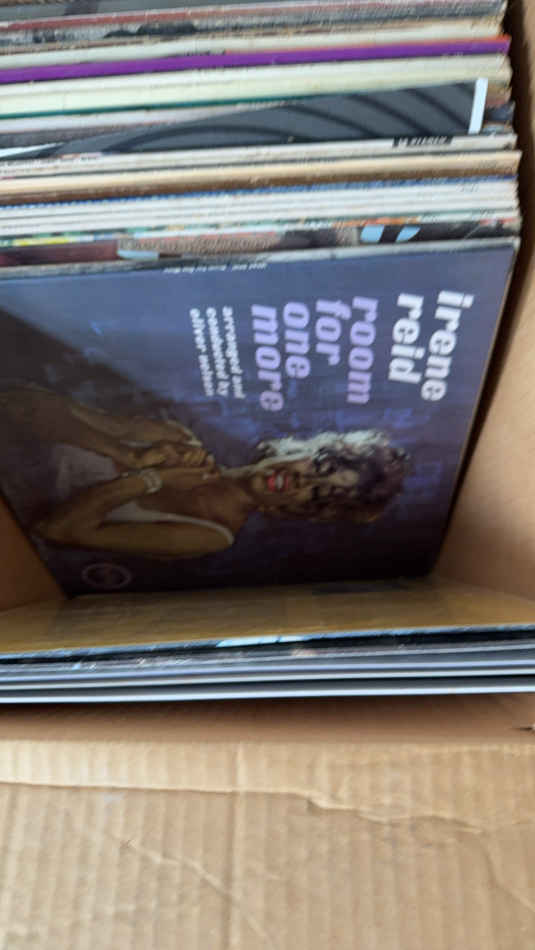 irene
reid
room
for
one
more
arranged and
conducted by
oliver nelson